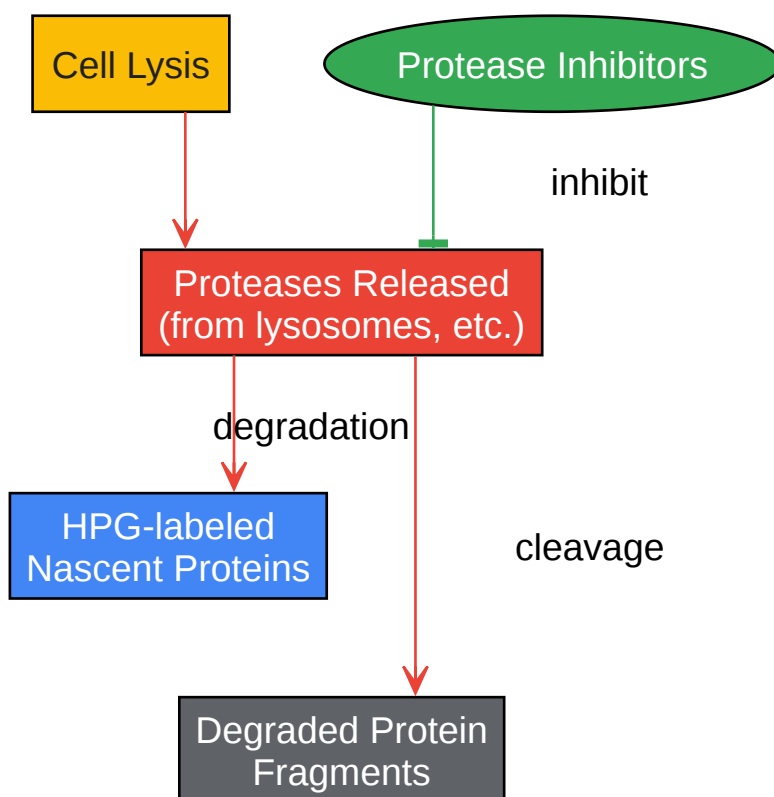 Cell Lysis
Protease Inhibitors
inhibit
Proteases Released
(from lysosomes, etc.)
degradation
HPG-labeled
Nascent Proteins
cleavage
Degraded Protein
Fragments